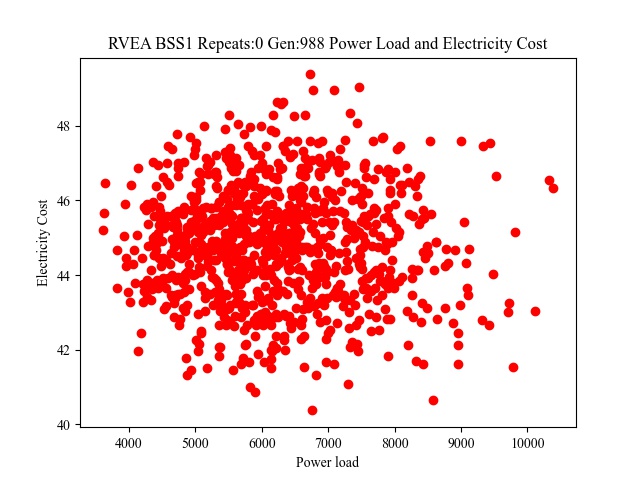 RVEA BSS1 Repeats:0 Gen:988 Power Load and Electricity Cost
48
46
44
42
40
Electricity Cost
4000 5000 6000 7000 8000 9000 10000
Power load